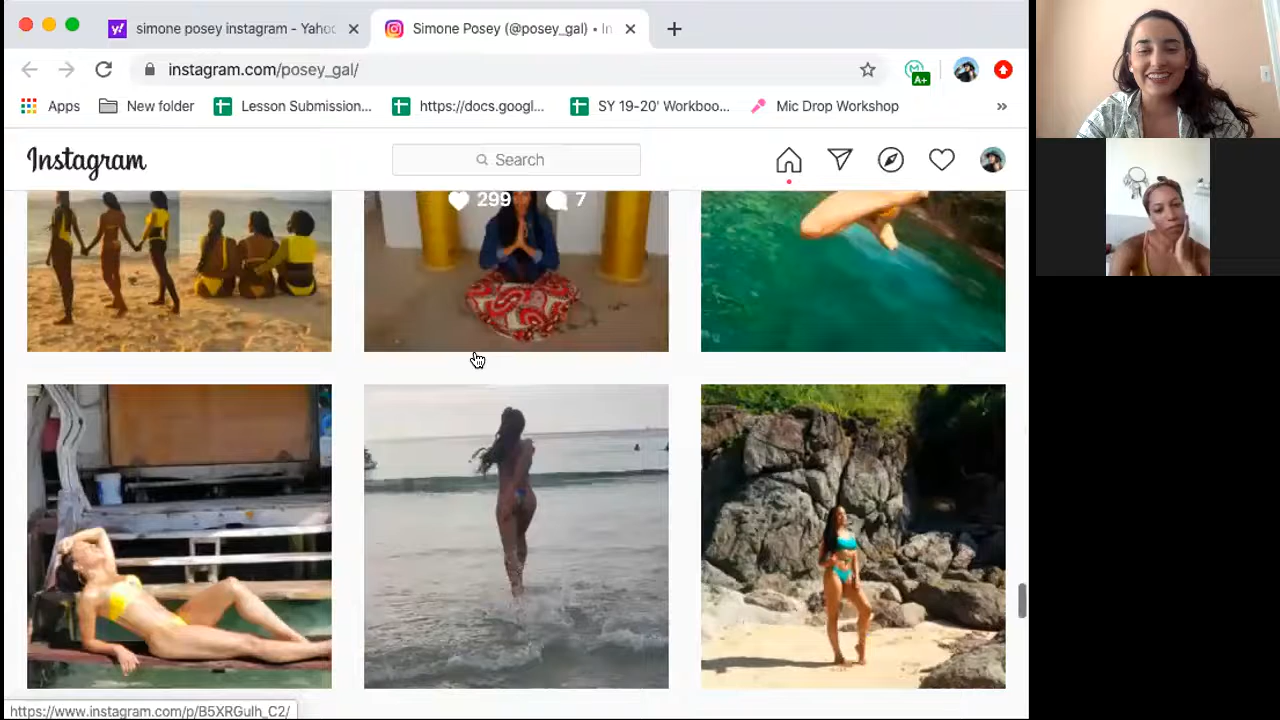 simone posey instagram - Yahoo
Simone Posey (@posey_gal) • In
instagram.com/posey_gal/
A+
Apps
New folder
Lesson Submission...
https://docs.googl...
SY 19-20' Workboo...
Mic Drop Workshop
»
Instagram
Search
299
7
https://www.instagram.com/p/B5XRGulh_C2/